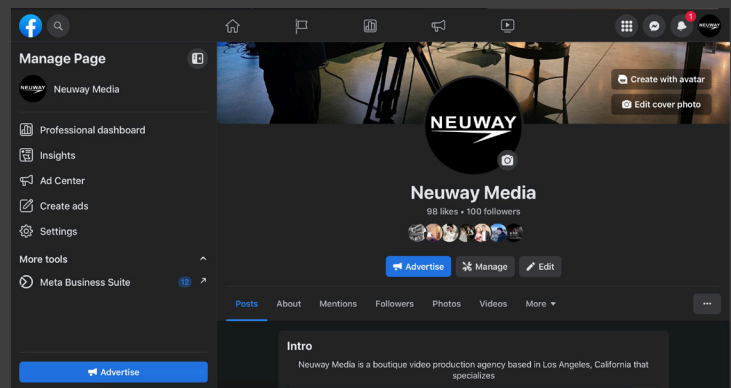 1
NEUWAY
Manage Page
NEUWAY
Neuway Media
Professional dashboard
Insights
Ad Center
Create ads
Settings
More tools
Meta Business Suite
12
Advertise
Create with avatar
Edit cover photo
NEUWAY
Neuway Media
98 likes • 100 followers
Advertise
Manage
Edit
Posts
About
Mentions
Followers
Photos
Videos
More
Intro
Neuway Media is a boutique video production agency based in Los Angeles, California that
specializes